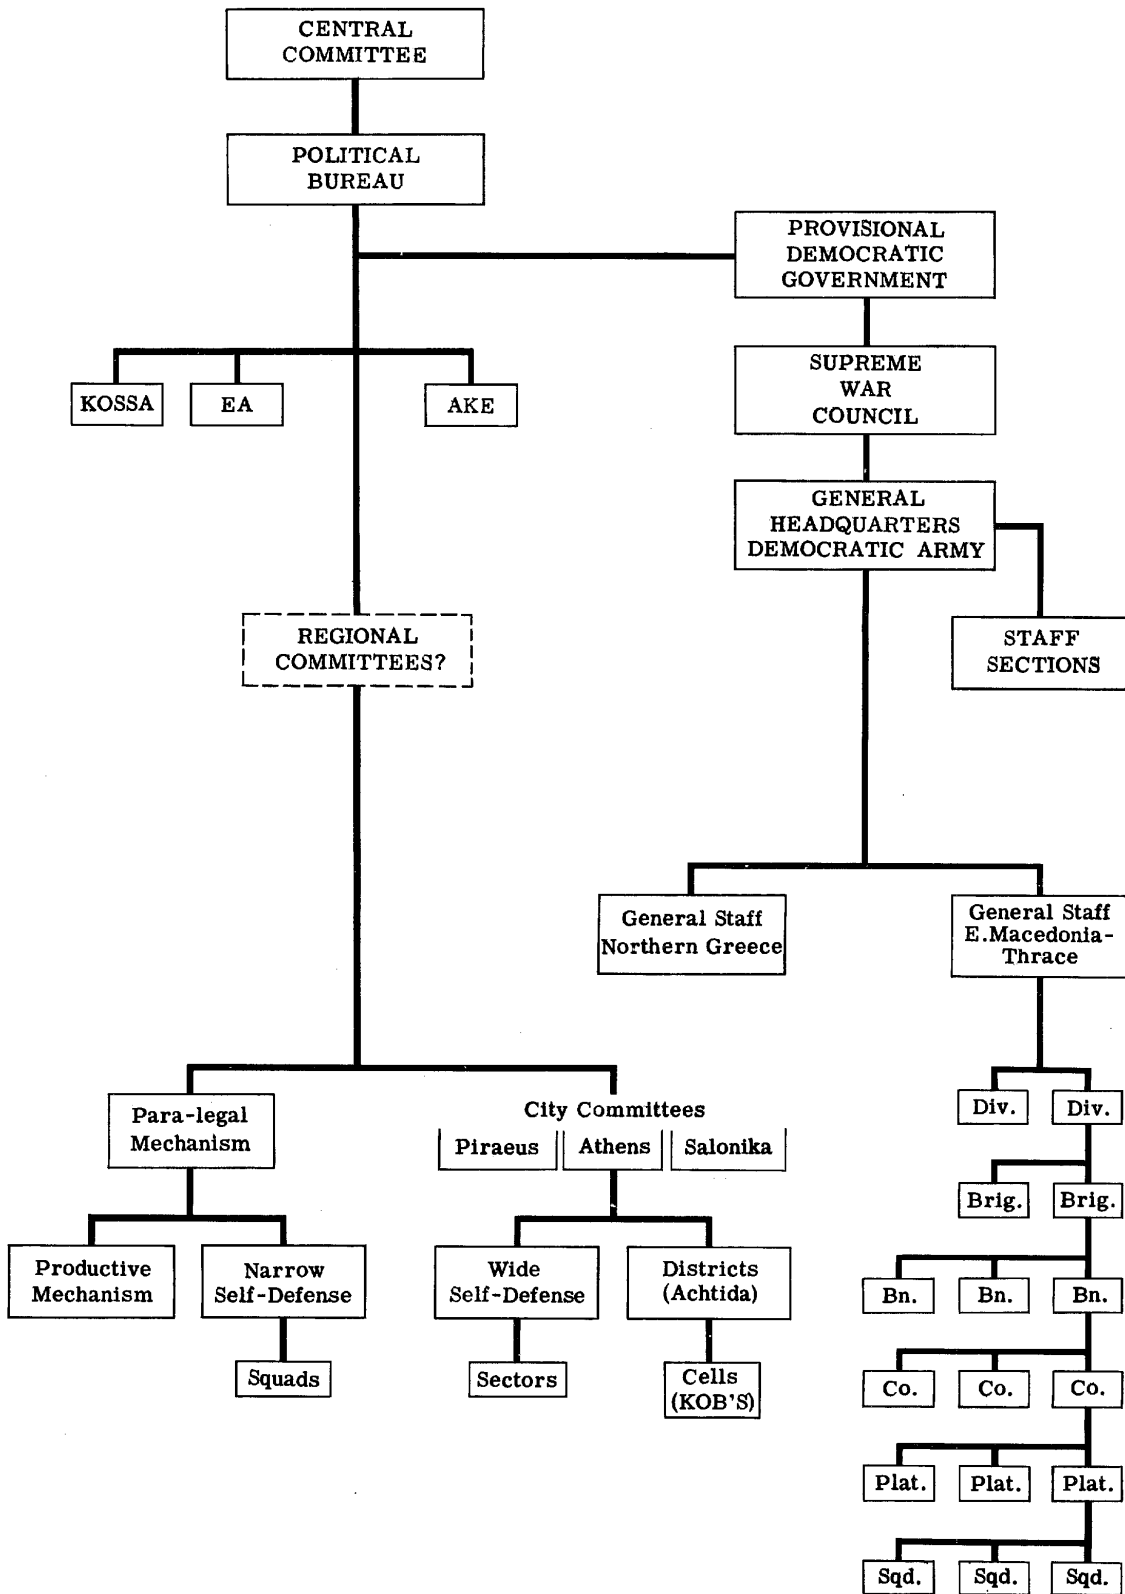 CENTRAL
COMMITTEE
POLITICAL
BUREAU
PROVISIONAL
DEMOCRATIC
GOVERNMENT
KOSSA
EA
AKE
SUPREME
WAR
COUNCIL
GENERAL
HEADQUARTERS
DEMOCRATIC ARMY
REGIONAL
COMMITTEES?
STAFF
SECTIONS
General Staff
Northern Greece
General Staff
E.Macedonia-
Thrace
Para-legal
Mechanism
City Committees
Piraeus
Athens
Salonika
Productive
Mechanism
Narrow
Self-Defense
Wide
Self-Defense
Districts
(Achtida)
Squads
Sectors
Cells
(KOB'S)
Div.
Div.
Brig.
Brig.
Bn.
Bn.
Bn.
Co.
Co.
Co.
Plat.
Plat.
Plat.
Sqd.
Sqd.
Sqd.